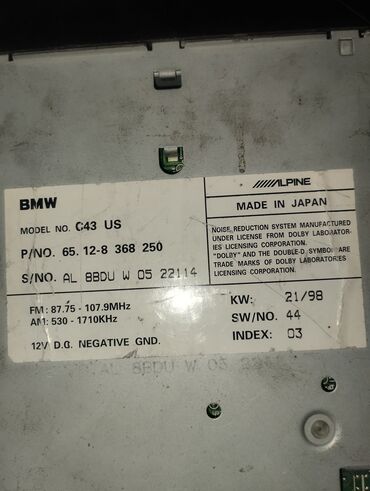 BMW
MODEL NO. C43 US
P/NO. 65. 12-8 368 250
S/NO. AL 8BDU W 05 22114
FM: 87.75 - 107.9MHz
AM: 530 - 1710KHz
12V D.G. NEGATIVE GND.
ALPINE
MADE IN JAPAN
NOISE REDUCTION SYSTEM MANUFACTURED
UNDER LICENSE FROM DOLBY LABORATOR-
IES LICENSING CORPORATION.
"DOLBY" AND THE DOUBLE-D SYMBOL ARE
TRADE MARKS OF DOLBY LABORATORIES
LICENSING CORPORATION.
KW: 21/98
SW/NO. 44
INDEX: 03
AL 8BDU W 03